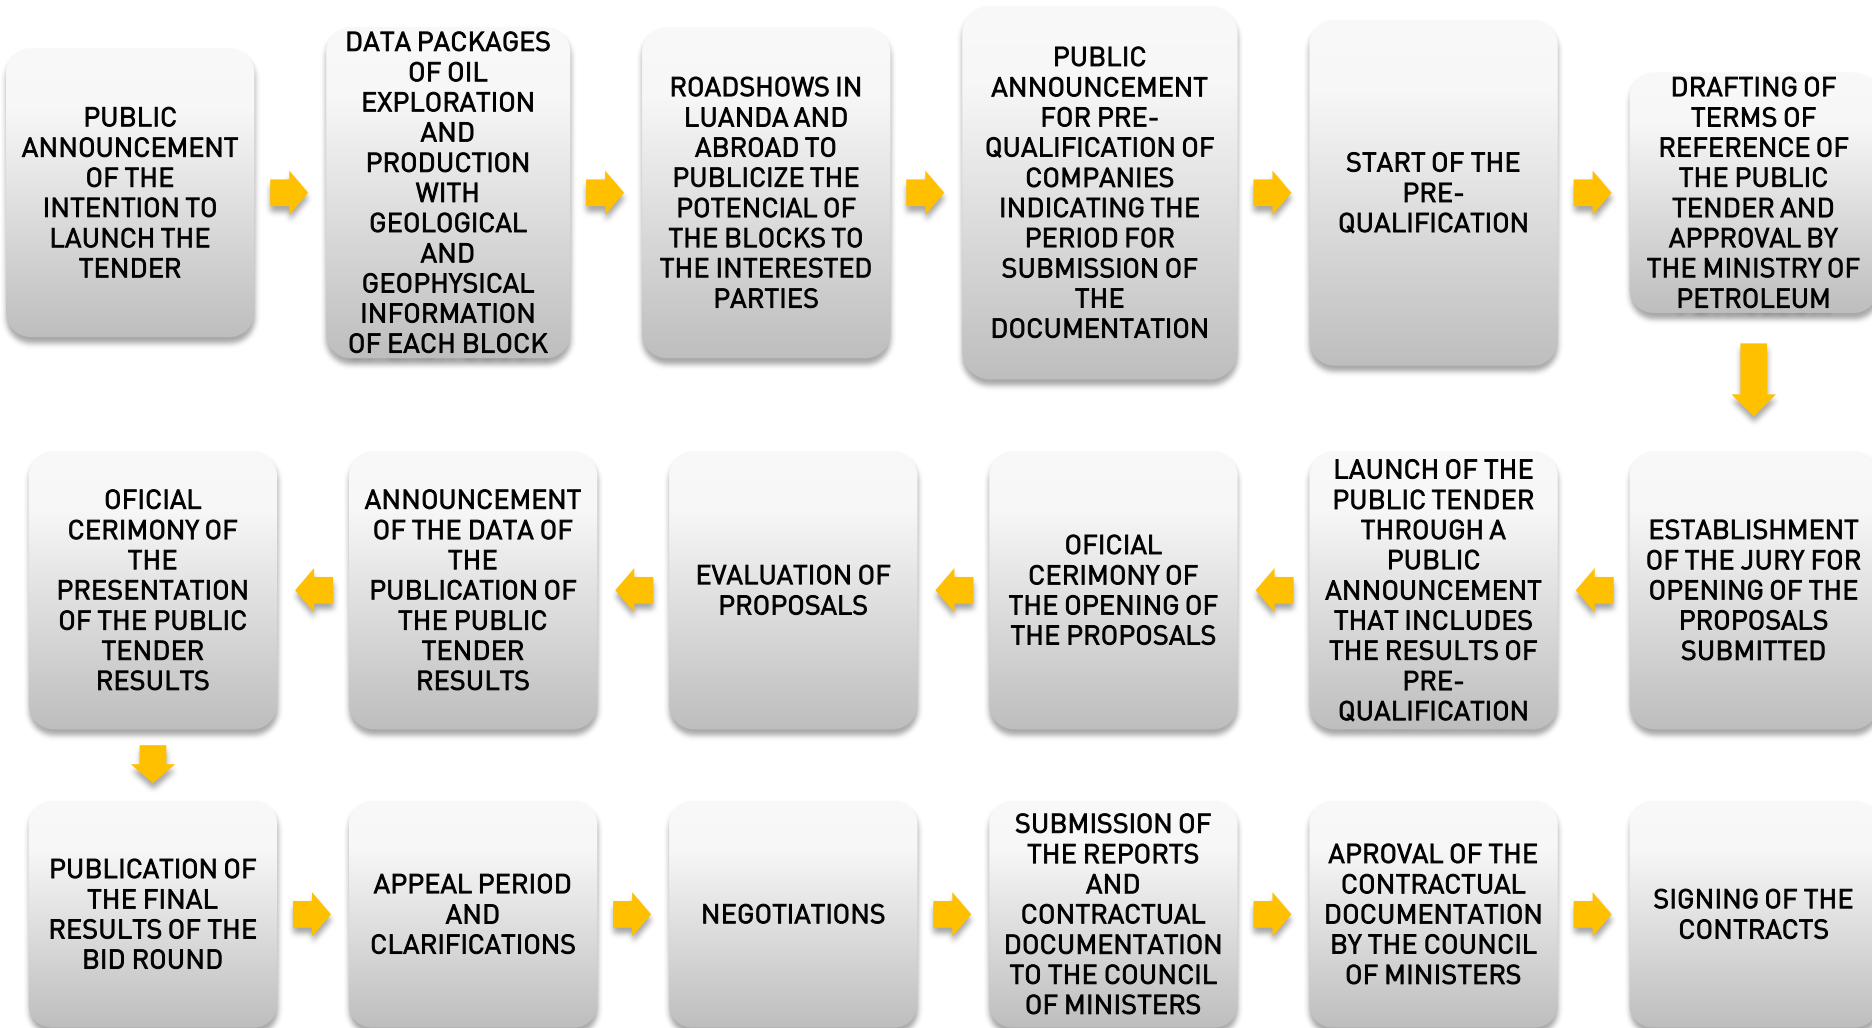 PUBLIC
ANNOUNCEMENT
OF THE
INTENTION TO
LAUNCH THE
TENDER
DATA PACKAGES
OF OIL
EXPLORATION
AND
PRODUCTION
WITH
GEOLOGICAL
AND
GEOPHYSICAL
INFORMATION
OF EACH BLOCK
ROADSHOWS IN
LUANDA AND
ABROAD TO
PUBLICIZE THE
POTENCIAL OF
THE BLOCKS TO
THE INTERESTED
PARTIES
PUBLIC
ANNOUNCEMENT
FOR PRE-
QUALIFICATION OF
COMPANIES
INDICATING THE
PERIOD FOR
SUBMISSION OF
THE
DOCUMENTATION
START OF THE
PRE-
QUALIFICATION
DRAFTING OF
TERMS OF
REFERENCE OF
THE PUBLIC
TENDER AND
APPROVAL BY
THE MINISTRY OF
PETROLEUM
ESTABLISHMENT
OF THE JURY FOR
OPENING OF THE
PROPOSALS
SUBMITTED
LAUNCH OF THE
PUBLIC TENDER
THROUGH A
PUBLIC
ANNOUNCEMENT
THAT INCLUDES
THE RESULTS OF
PRE-
QUALIFICATION
OFICIAL
CERIMONY OF
THE OPENING OF
THE PROPOSALS
EVALUATION OF
PROPOSALS
ANNOUNCEMENT
OF THE DATA OF
THE
PUBLICATION OF
THE PUBLIC
TENDER
RESULTS
OFICIAL
CERIMONY OF
THE
PRESENTATION
OF THE PUBLIC
TENDER
RESULTS
PUBLICATION OF
THE FINAL
RESULTS OF THE
BID ROUND
APPEAL PERIOD
AND
CLARIFICATIONS
NEGOTIATIONS
SUBMISSION OF
THE REPORTS
AND
CONTRACTUAL
DOCUMENTATION
TO THE COUNCIL
OF MINISTERS
APROVAL OF THE
CONTRACTUAL
DOCUMENTATION
BY THE COUNCIL
OF MINISTERS
SIGNING OF THE
CONTRACTS